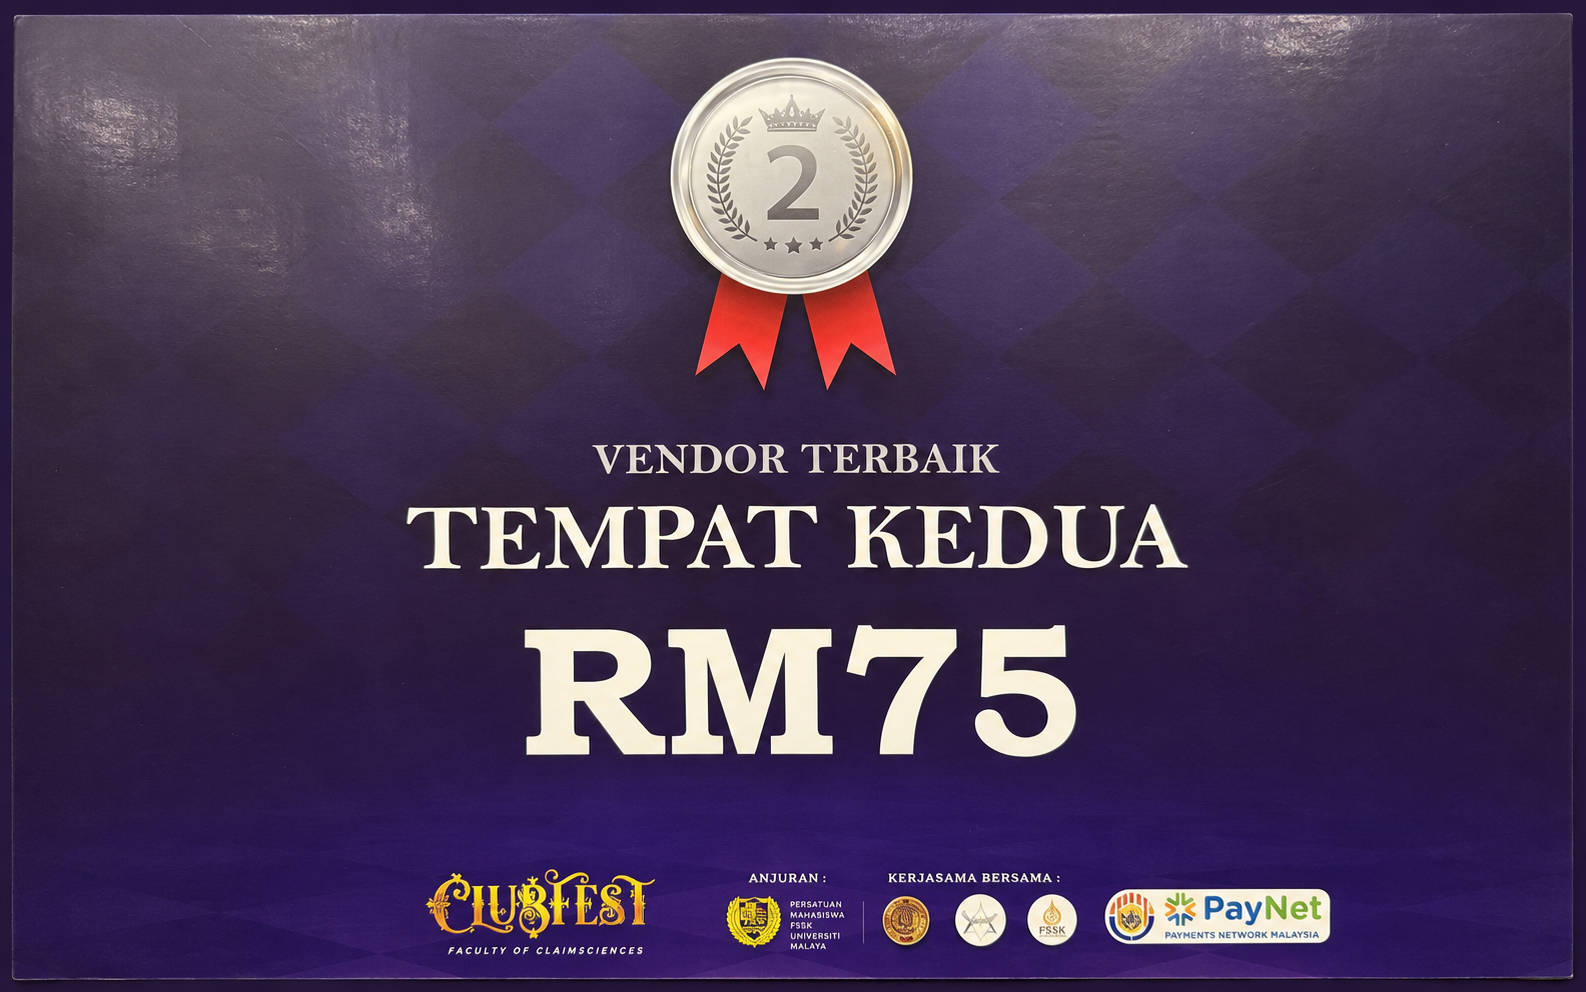 2
VENDOR TERBAIK
TEMPAT KEDUA
RM75
CLUBFEST
FACULTY OF CLAIMSCIENCES
ANJURAN :
PERSATUAN
MAHASISWA
FSSK
UNIVERSITI
MALAYA
KERJASAMA BERSAMA :
FSSK
PayNet
PAYMENTS NETWORK MALAYSIA